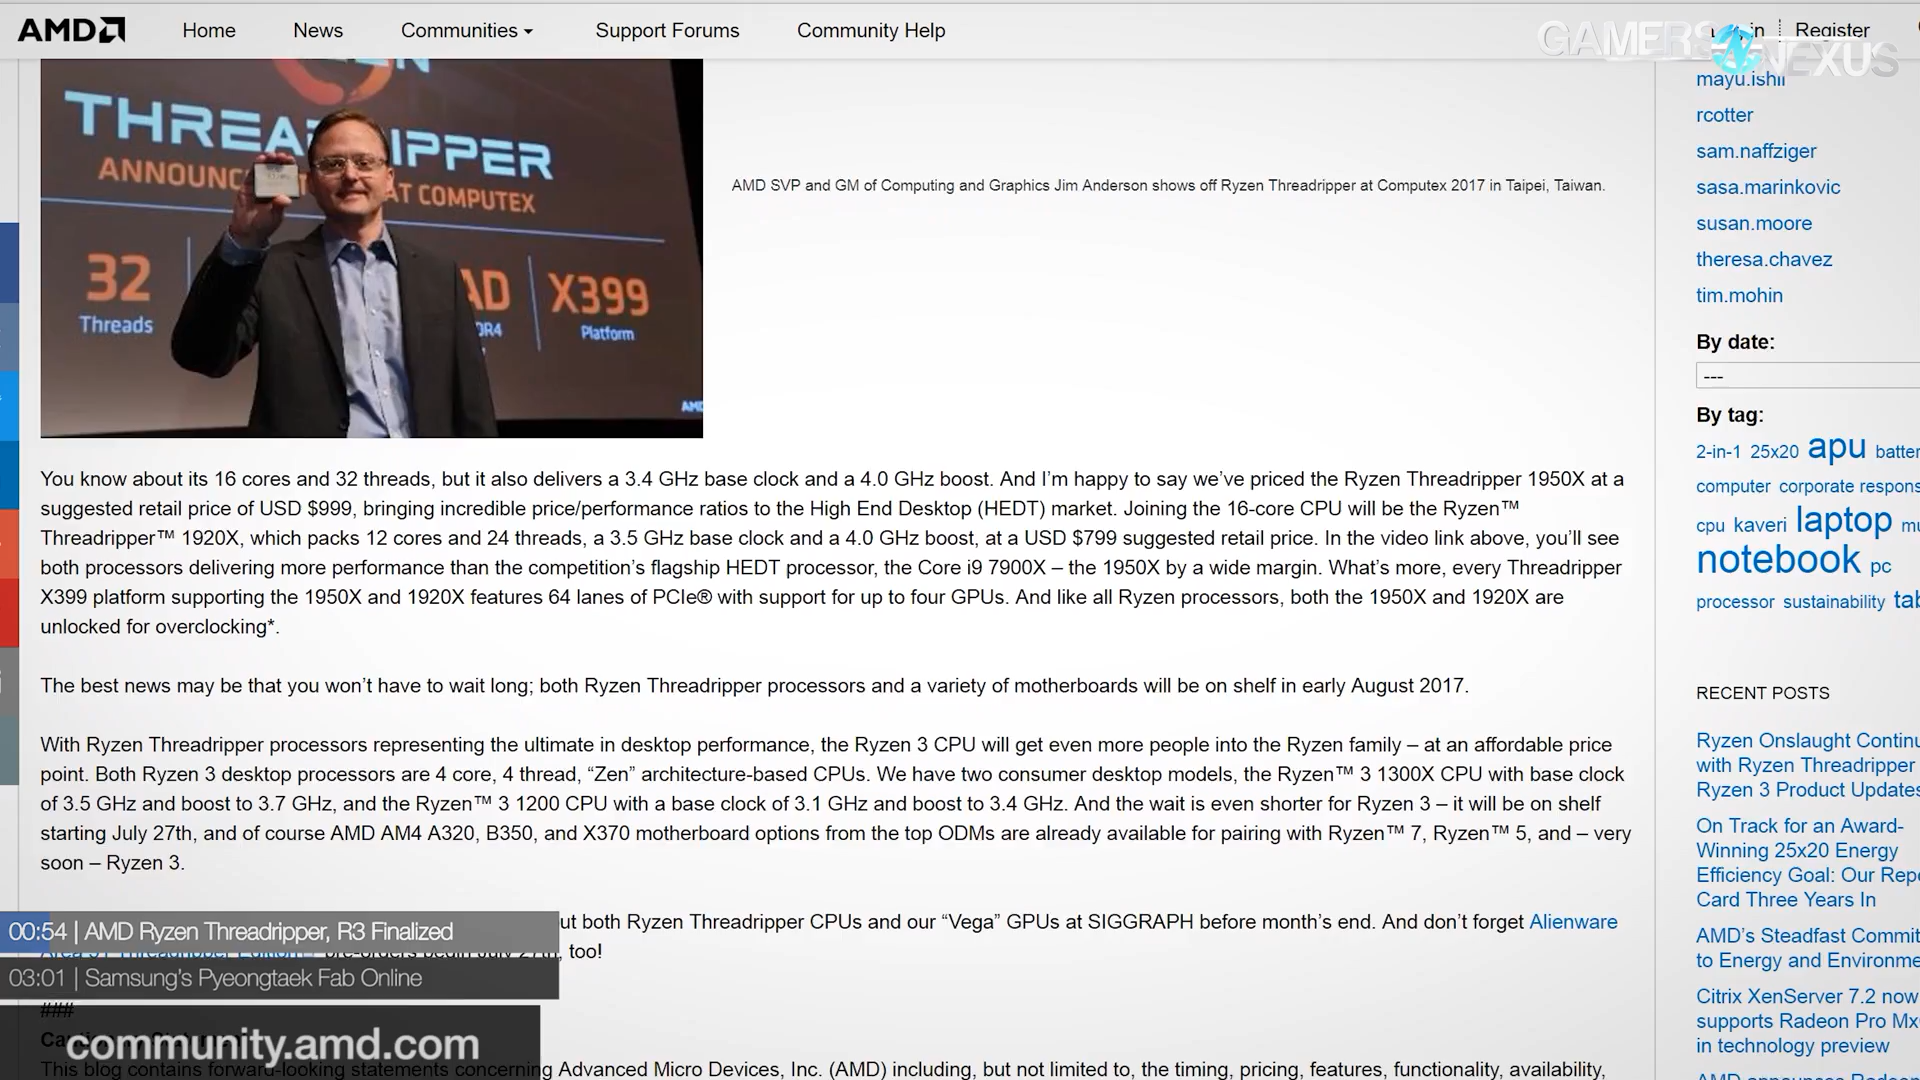 AMD Home News Communities Support Forums Community Help Register
GAMERS NEXUS
THREADRIPPER
AT COMPUTEX
32
Threads
X399
Platform
AMD SVP and GM of Computing and Graphics Jim Anderson shows off Ryzen Threadripper at Computex 2017 in Taipei, Taiwan.
You know about its 16 cores and 32 threads, but it also delivers a 3.4 GHz base clock and a 4.0 GHz boost. And I’m happy to say we’ve priced the Ryzen Threadripper 1950X at a
suggested retail price of USD $999, bringing incredible price/performance ratios to the High End Desktop (HEDT) market. Joining the 16-core CPU will be the Ryzen™
Threadripper™ 1920X, which packs 12 cores and 24 threads, a 3.5 GHz base clock and a 4.0 GHz boost, at a USD $799 suggested retail price. In the video link above, you’ll see
both processors delivering more performance than the competition’s flagship HEDT processor, the Core i9 7900X – the 1950X by a wide margin. What’s more, every Threadripper
X399 platform supporting the 1950X and 1920X features 64 lanes of PCIe® with support for up to four GPUs. And like all Ryzen processors, both the 1950X and 1920X are
unlocked for overclocking*.
The best news may be that you won’t have to wait long; both Ryzen Threadripper processors and a variety of motherboards will be on shelf in early August 2017.
With Ryzen Threadripper processors representing the ultimate in desktop performance, the Ryzen 3 CPU will get even more people into the Ryzen family – at an affordable price
point. Both Ryzen 3 desktop processors are 4 core, 4 thread, “Zen” architecture-based CPUs. We have two consumer desktop models, the Ryzen™ 3 1300X CPU with base clock
of 3.5 GHz and boost to 3.7 GHz, and the Ryzen™ 3 1200 CPU with a base clock of 3.1 GHz and boost to 3.4 GHz. And the wait is even shorter for Ryzen 3 – it will be on shelf
starting July 27th, and of course AMD AM4 A320, B350, and X370 motherboard options from the top ODMs are already available for pairing with Ryzen™ 7, Ryzen™ 5, and – very
soon – Ryzen 3.
both Ryzen Threadripper CPUs and our “Vega” GPUs at SIGGRAPH before month’s end. And don’t forget Alienware
too!
###
This blog contains forward-looking statements concerning Advanced Micro Devices, Inc. (AMD) including, but not limited to, the timing, pricing, features, functionality, availability,
00:54 | AMD Ryzen Threadripper, R3 Finalized
03:01 | Samsung's Pyeongtaek Fab Online
community.amd.com
mayu.ishii
rcotter
sam.naffziger
sasa.marinkovic
susan.moore
theresa.chavez
tim.mohin
By date:
---
By tag:
2-in-1 25x20 apu
computer corporate
cpu kaveri laptop
notebook pc
processor sustainability
RECENT POSTS
Ryzen Onslaught
with Ryzen Threadripper
Ryzen 3 Product Updates
On Track for an Award-
Winning 25x20 Energy
Efficiency Goal: Our
Card Three Years In
AMD’s Steadfast
to Energy and
Citrix XenServer 7.2 now
supports Radeon Pro
in technology preview
AMD announces